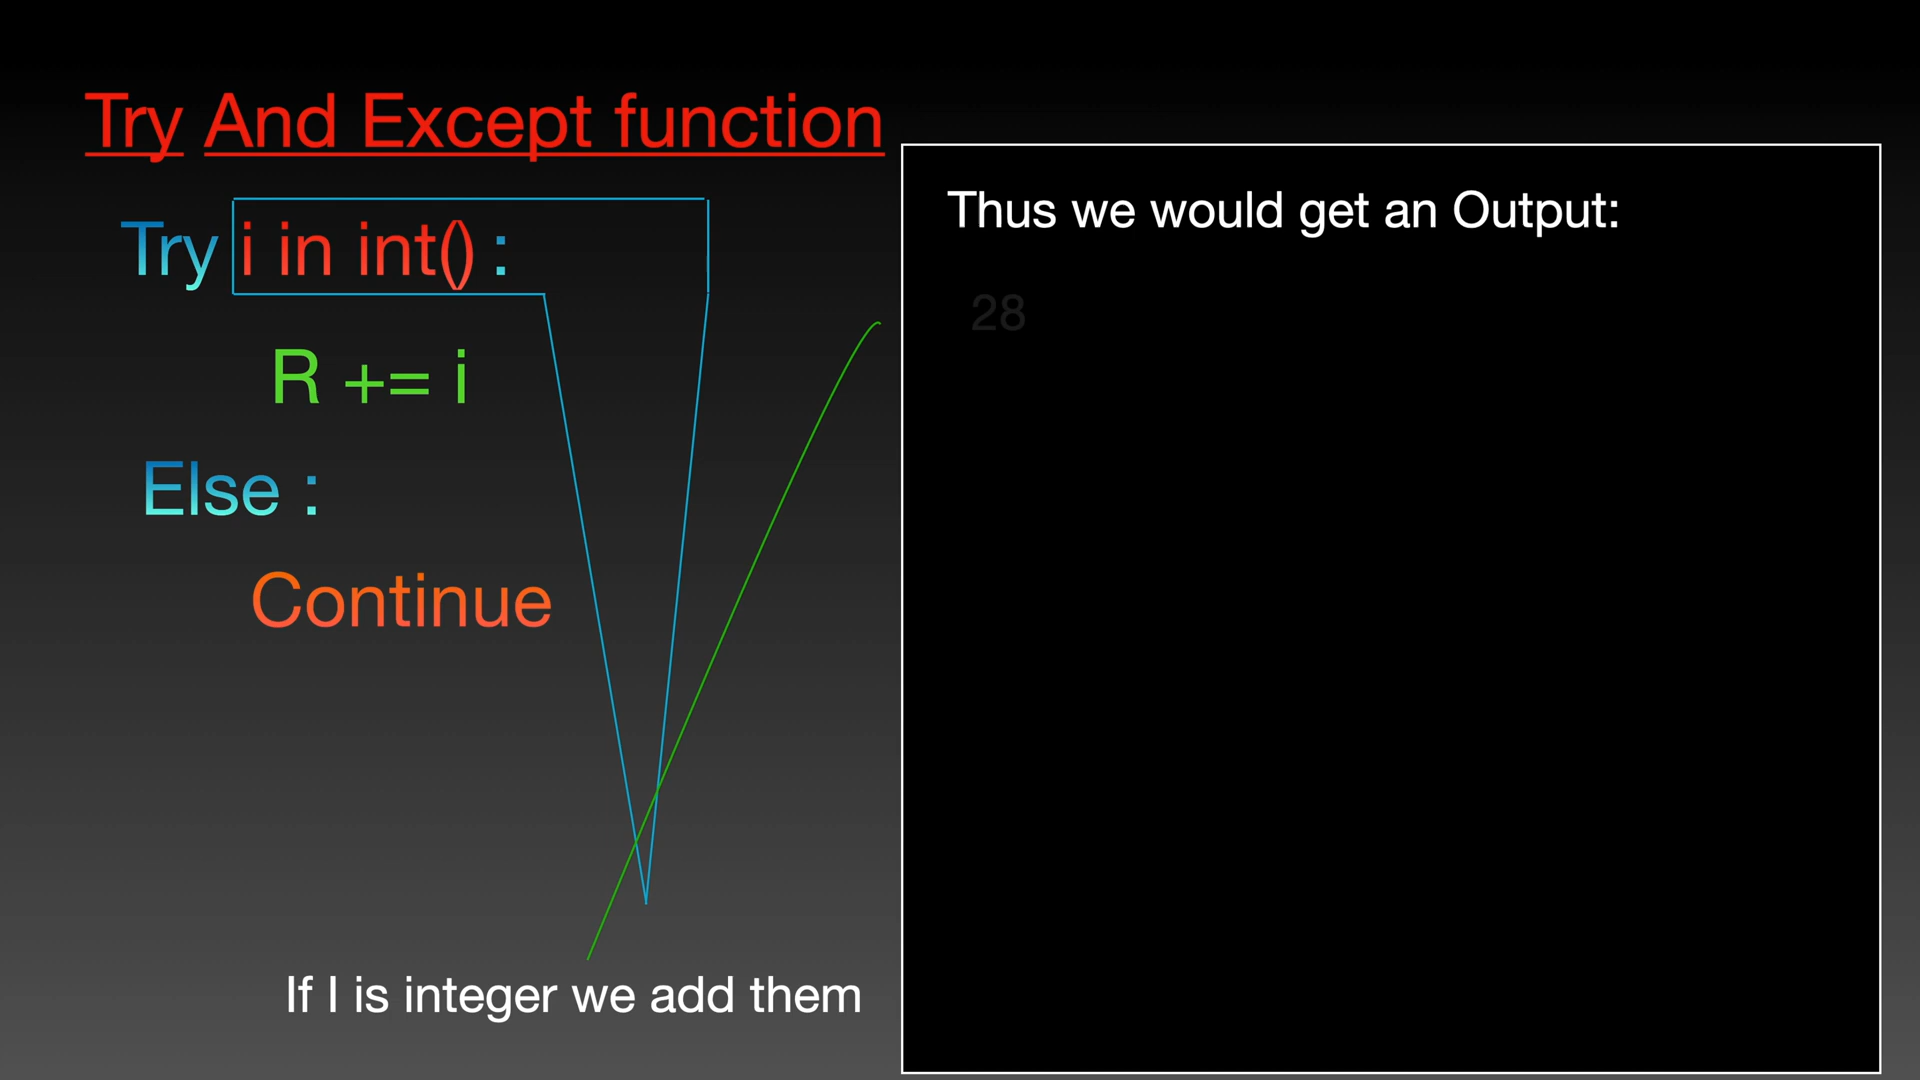 Try And Except function
Try i in int() :
R += i
Else :
Continue
If I is integer we add them
Thus we would get an Output:
28